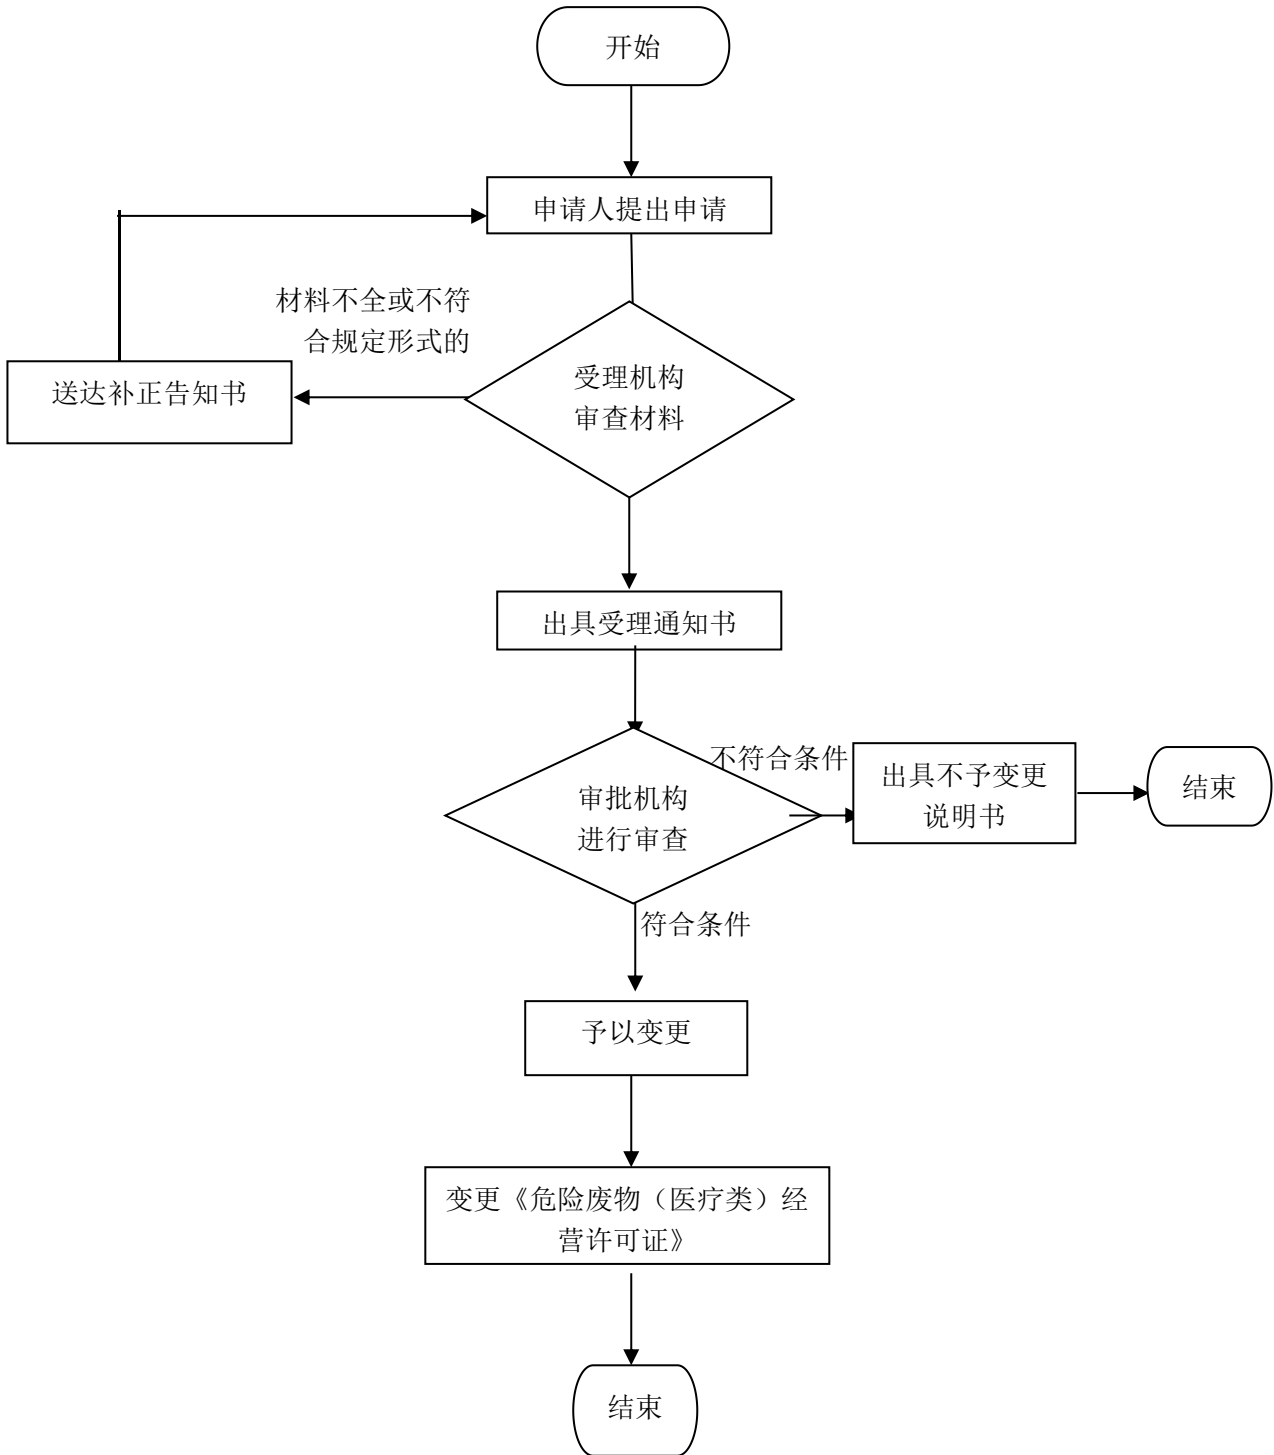 开始
申请人提出申请
材料不全或不符
合规定形式的
送达补正告知书
受理机构
审查材料
出具受理通知书
不符合条件
审批机构
进行审查
出具不予变更
说明书
结束
符合条件
予以变更
变更《危险废物（医疗类）经
营许可证》
结束